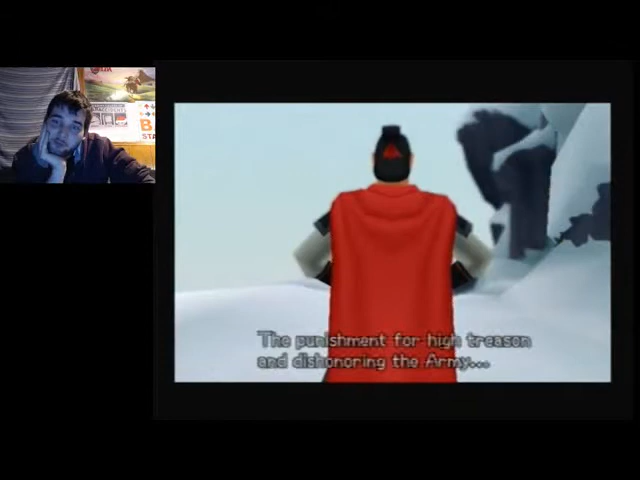 The punishment for high treason
and dishonoring the Army...